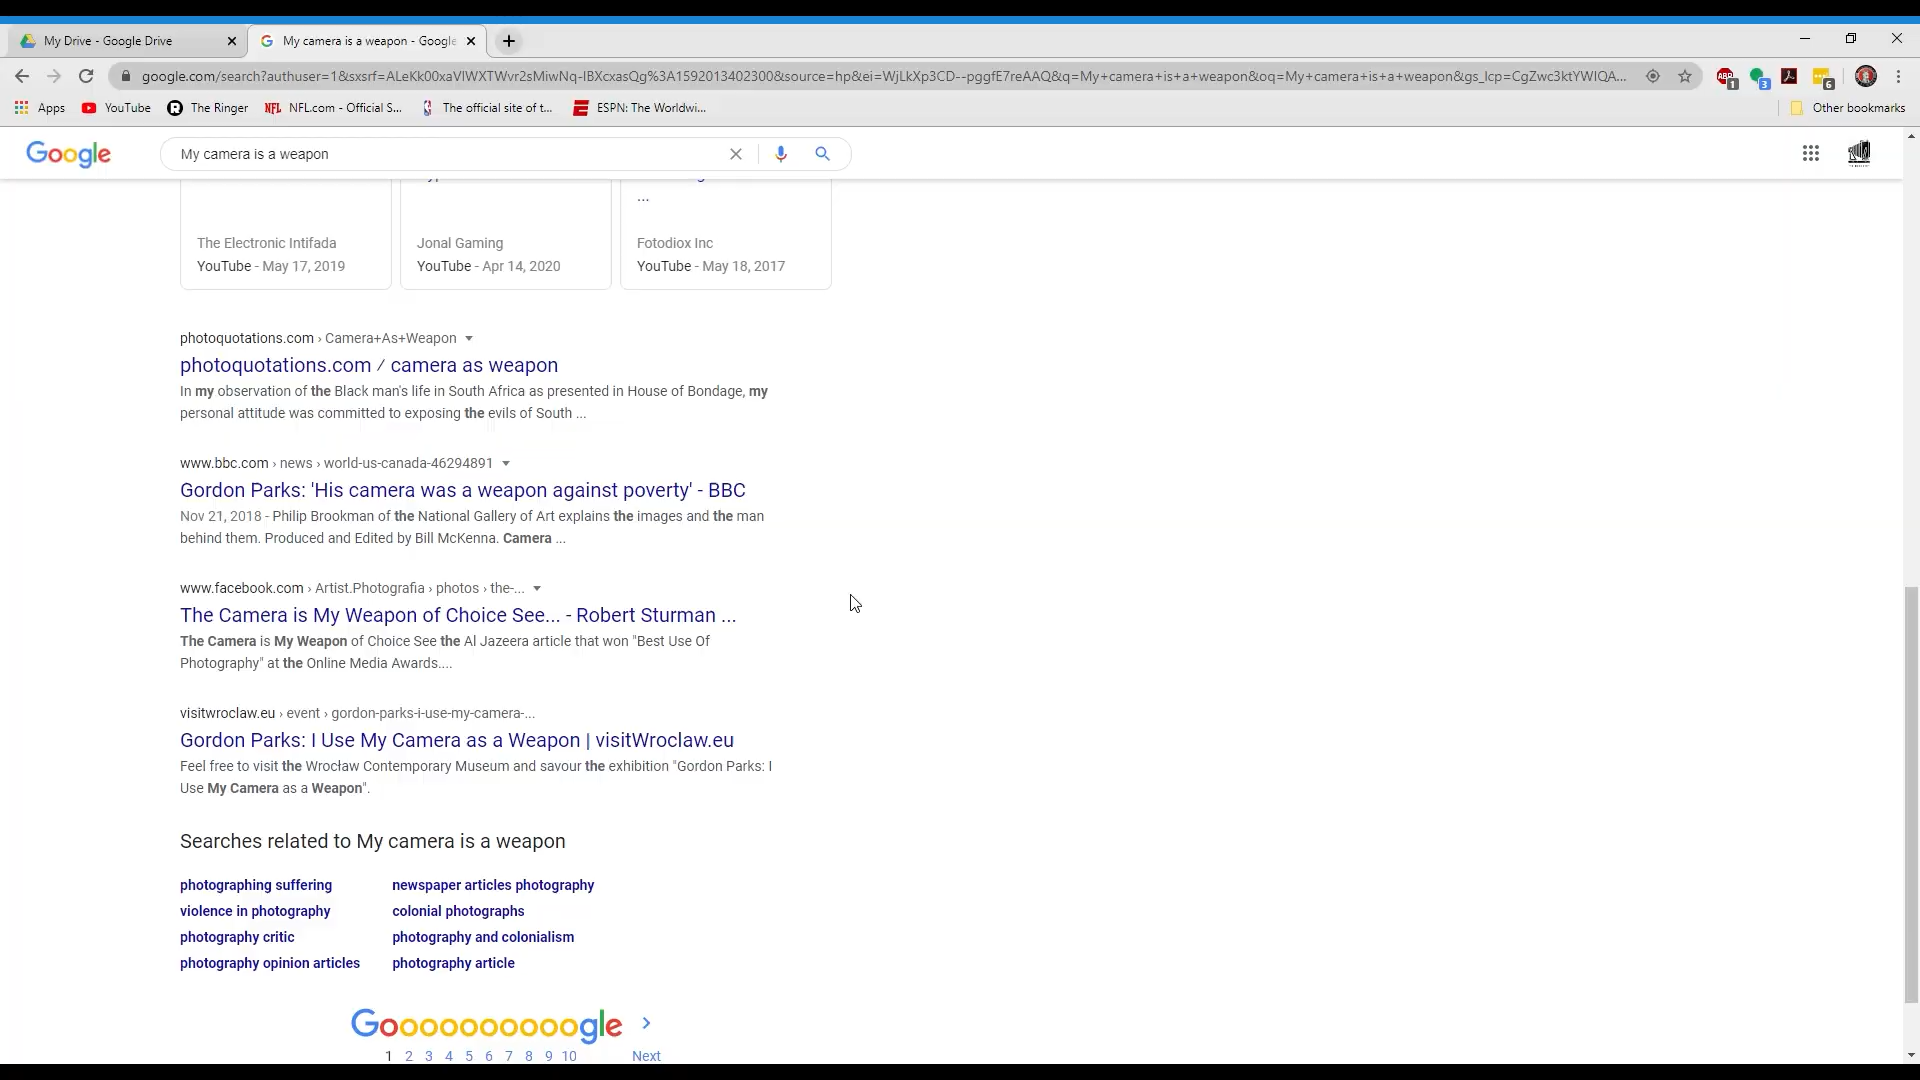 My Drive - Google Drive
My camera is a weapon - Google
google.com/search?authuser=1&sxsrf=ALeKk00xaVlWXTWvr2sMiwNq-lBXcxasQg%3A1592013402300&source=hp&ei=WjLkXp3CD--pggfE7reAAQ&q=My+camera+is+a+weapon&oq=My+camera+is+a+weapon&gs_lcp=CgZwc3ktYWIQA...
ABP 1 3 6
Apps YouTube The Ringer NFL.com - Official S... The official site of t... ESPN: The Worldwi... Other bookmarks
Google My camera is a weapon
...
The Electronic Intifada Jonal Gaming Fotodiox Inc
YouTube - May 17, 2019 YouTube - Apr 14, 2020 YouTube - May 18, 2017
photoquotations.com › Camera+As+Weapon
photoquotations.com / camera as weapon
In my observation of the Black man's life in South Africa as presented in House of Bondage, my
personal attitude was committed to exposing the evils of South ...
www.bbc.com › news › world-us-canada-46294891
Gordon Parks: 'His camera was a weapon against poverty' - BBC
Nov 21, 2018 - Philip Brookman of the National Gallery of Art explains the images and the man
behind them. Produced and Edited by Bill McKenna. Camera ...
www.facebook.com › Artist.Photografia › photos › the-...
The Camera is My Weapon of Choice See... - Robert Sturman ...
The Camera is My Weapon of Choice See the Al Jazeera article that won "Best Use Of
Photography" at the Online Media Awards....
visitwroclaw.eu › event › gordon-parks-i-use-my-camera-...
Gordon Parks: I Use My Camera as a Weapon | visitWroclaw.eu
Feel free to visit the Wrocław Contemporary Museum and savour the exhibition "Gordon Parks: I
Use My Camera as a Weapon".
Searches related to My camera is a weapon
photographing suffering newspaper articles photography
violence in photography colonial photographs
photography critic photography and colonialism
photography opinion articles photography article
Goooooooooogle
1 2 3 4 5 6 7 8 9 10 Next